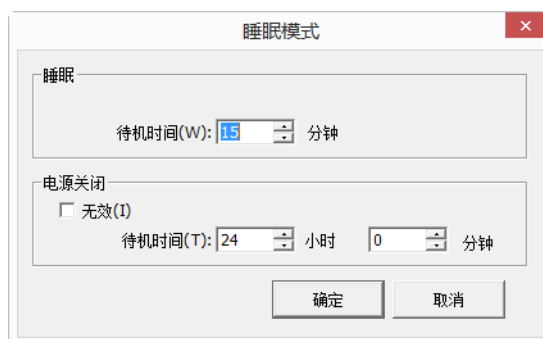 睡眠模式
睡眠
待机时间(W): 15 分钟
电源关闭
无效(I)
待机时间(T): 24 小时 0 分钟
确定 取消